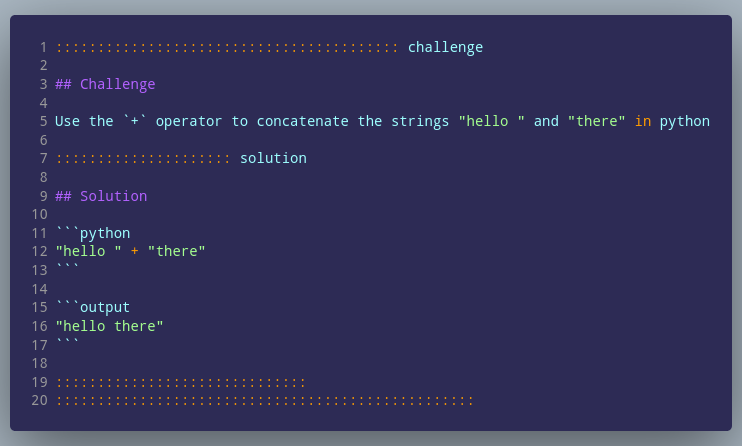 1 ::::::::::::::::::::::::::::::::::::::::: challenge
2
3 ## Challenge
4
5 Use the `+` operator to concatenate the strings "hello " and "there" in python
6
7 ::::::::::::::::::::: solution
8
9 ## Solution
10
11 ```python
12 "hello " + "there"
13 ```
14
15 ```output
16 "hello there"
17 ```
18
19 ::::::::::::::::::::::::::::::
20 ::::::::::::::::::::::::::::::::::::::::::::::::::